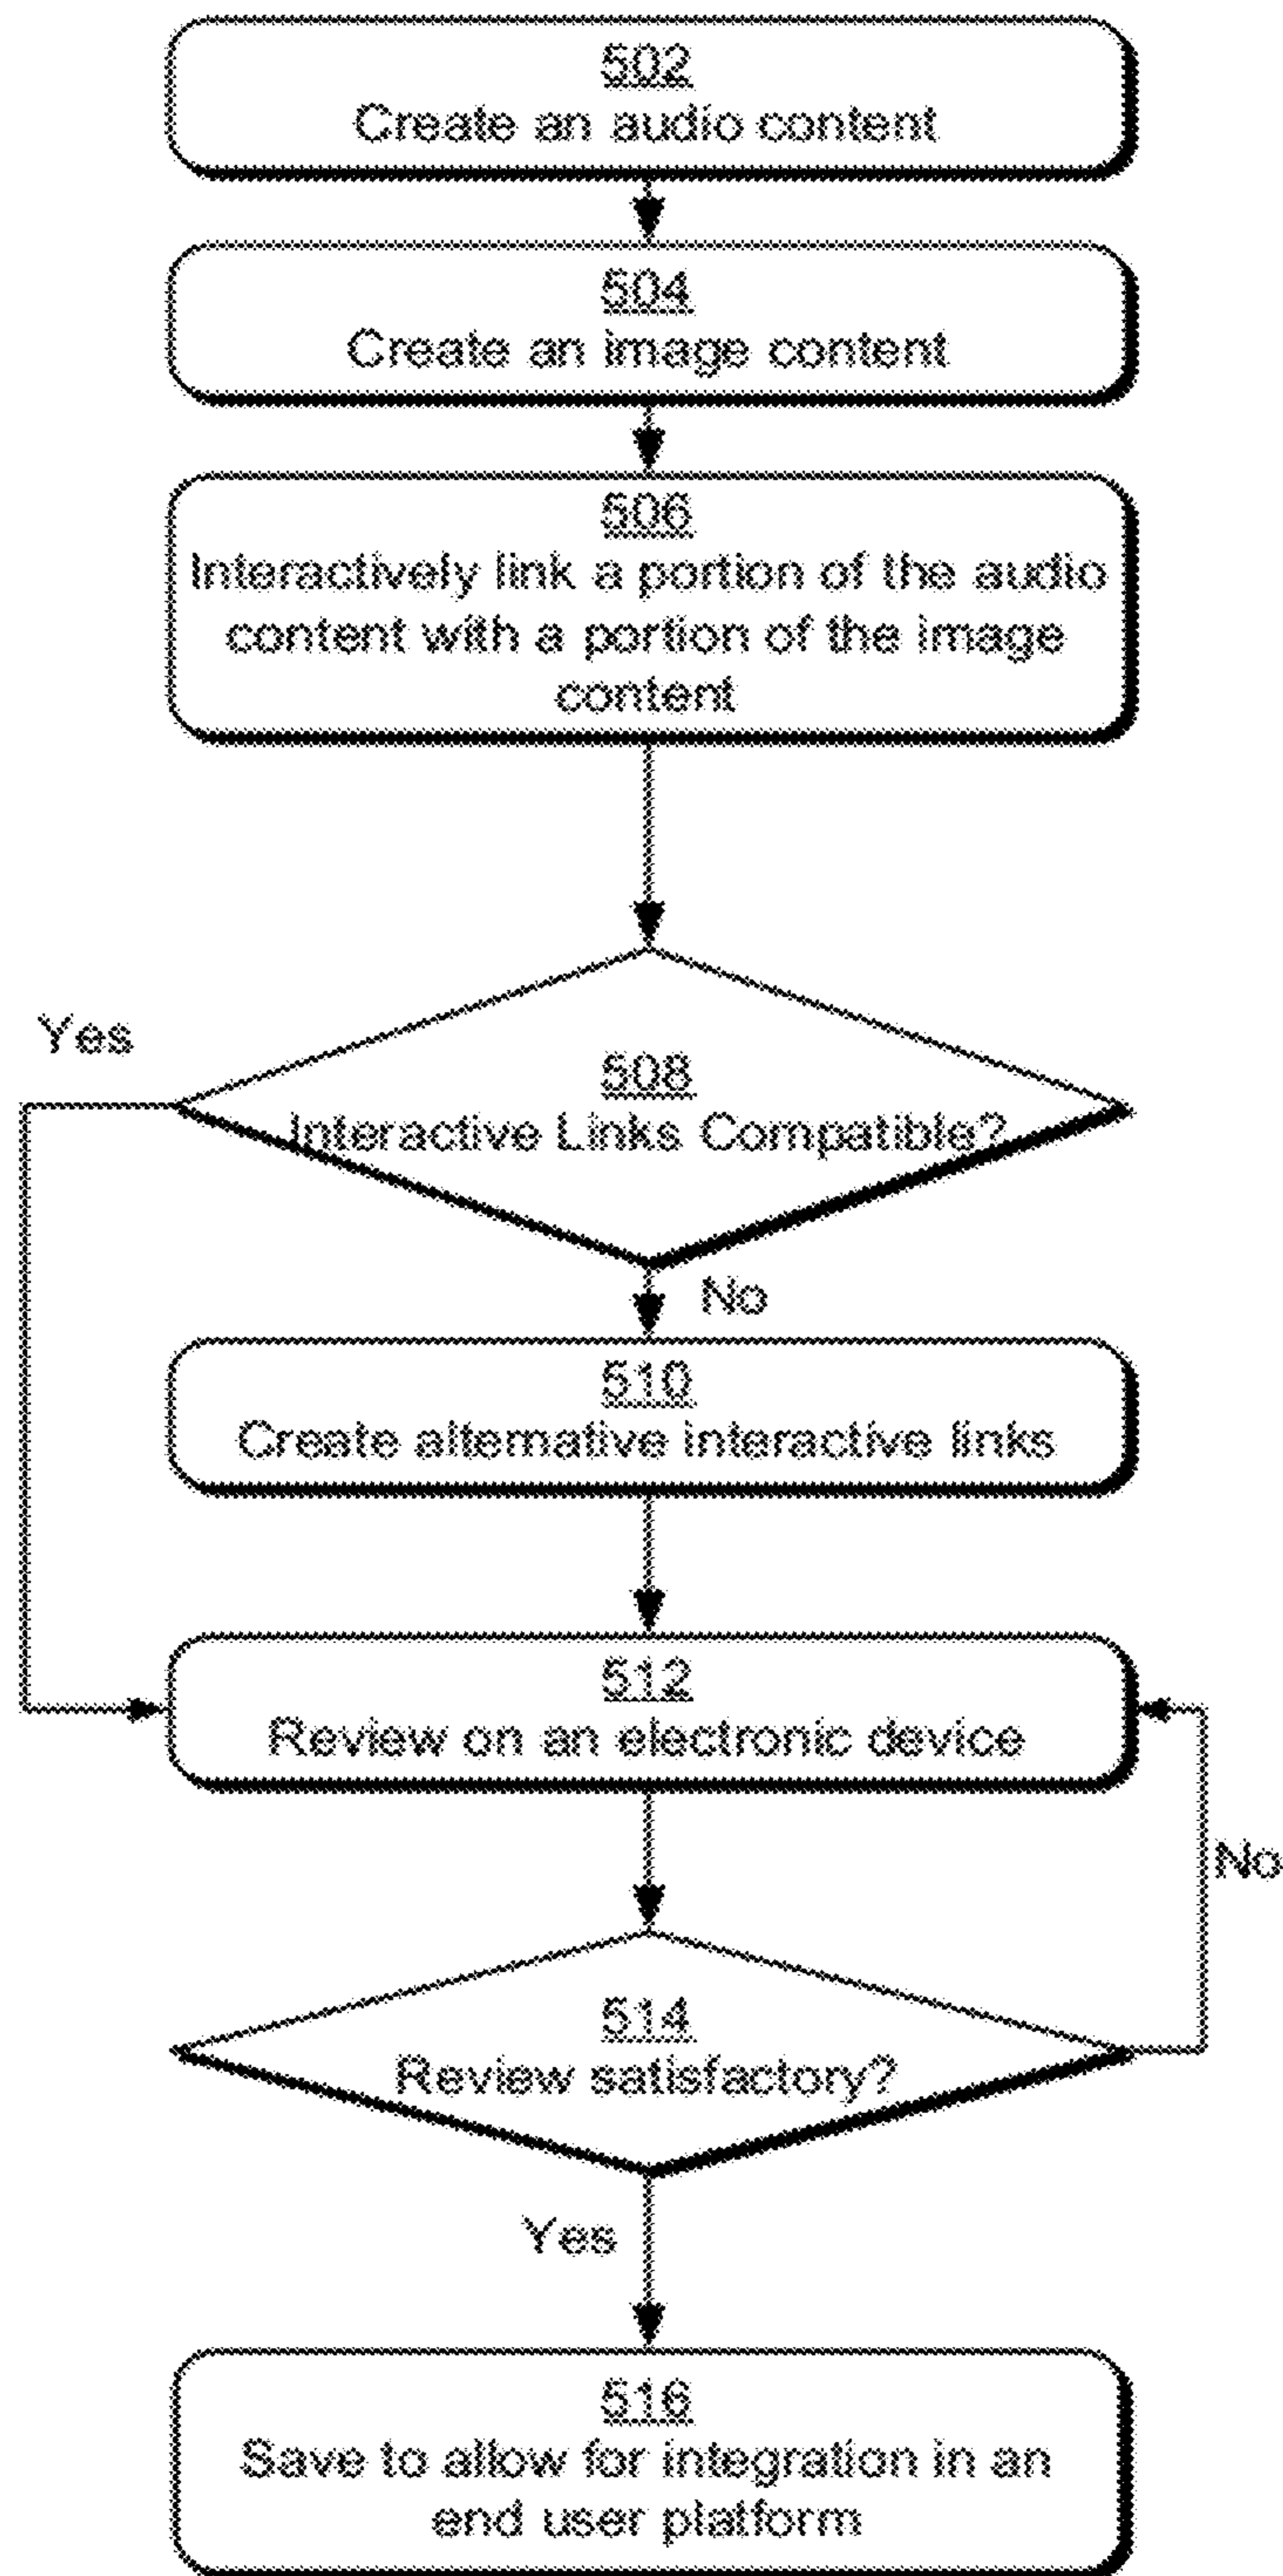 502
Create an audio content
504
Create an image content
506
Interactively link a portion of the audio
content with a portion of the image
content
Yes
508
Interactive Links Compatible?
No
510
Create alternative interactive links
512
Review on an electronic device
No
514
Review satisfactory?
Yes
516
Save to allow for integration in an
end user platform